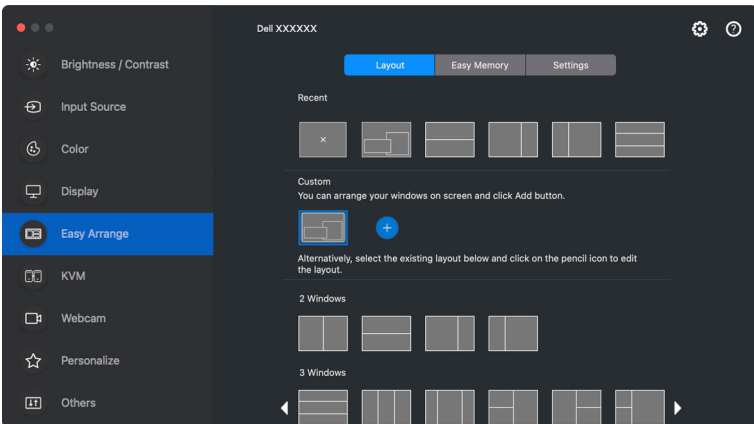 Dell XXXXXX
Brightness / Contrast
Input Source
Color
Display
Easy Arrange
KVM
Webcam
Personalize
Others
Layout
Easy Memory
Settings
Recent
Custom
You can arrange your windows on screen and click Add button.
Alternatively, select the existing layout below and click on the pencil icon to edit
the layout.
2 Windows
3 Windows